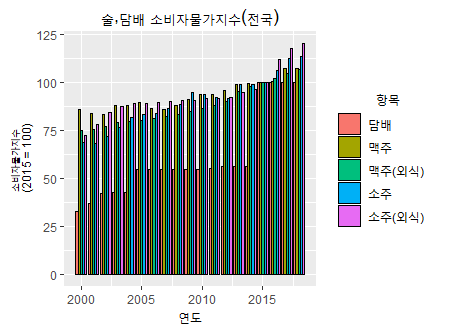 술,담배 소비자물가지수(전국)
소비자물가지수
(2015 = 100)
125
100
75
50
25
0
2000
2005
2010
2015
연도
항목
담배
맥주
맥주(외식)
소주
소주(외식)